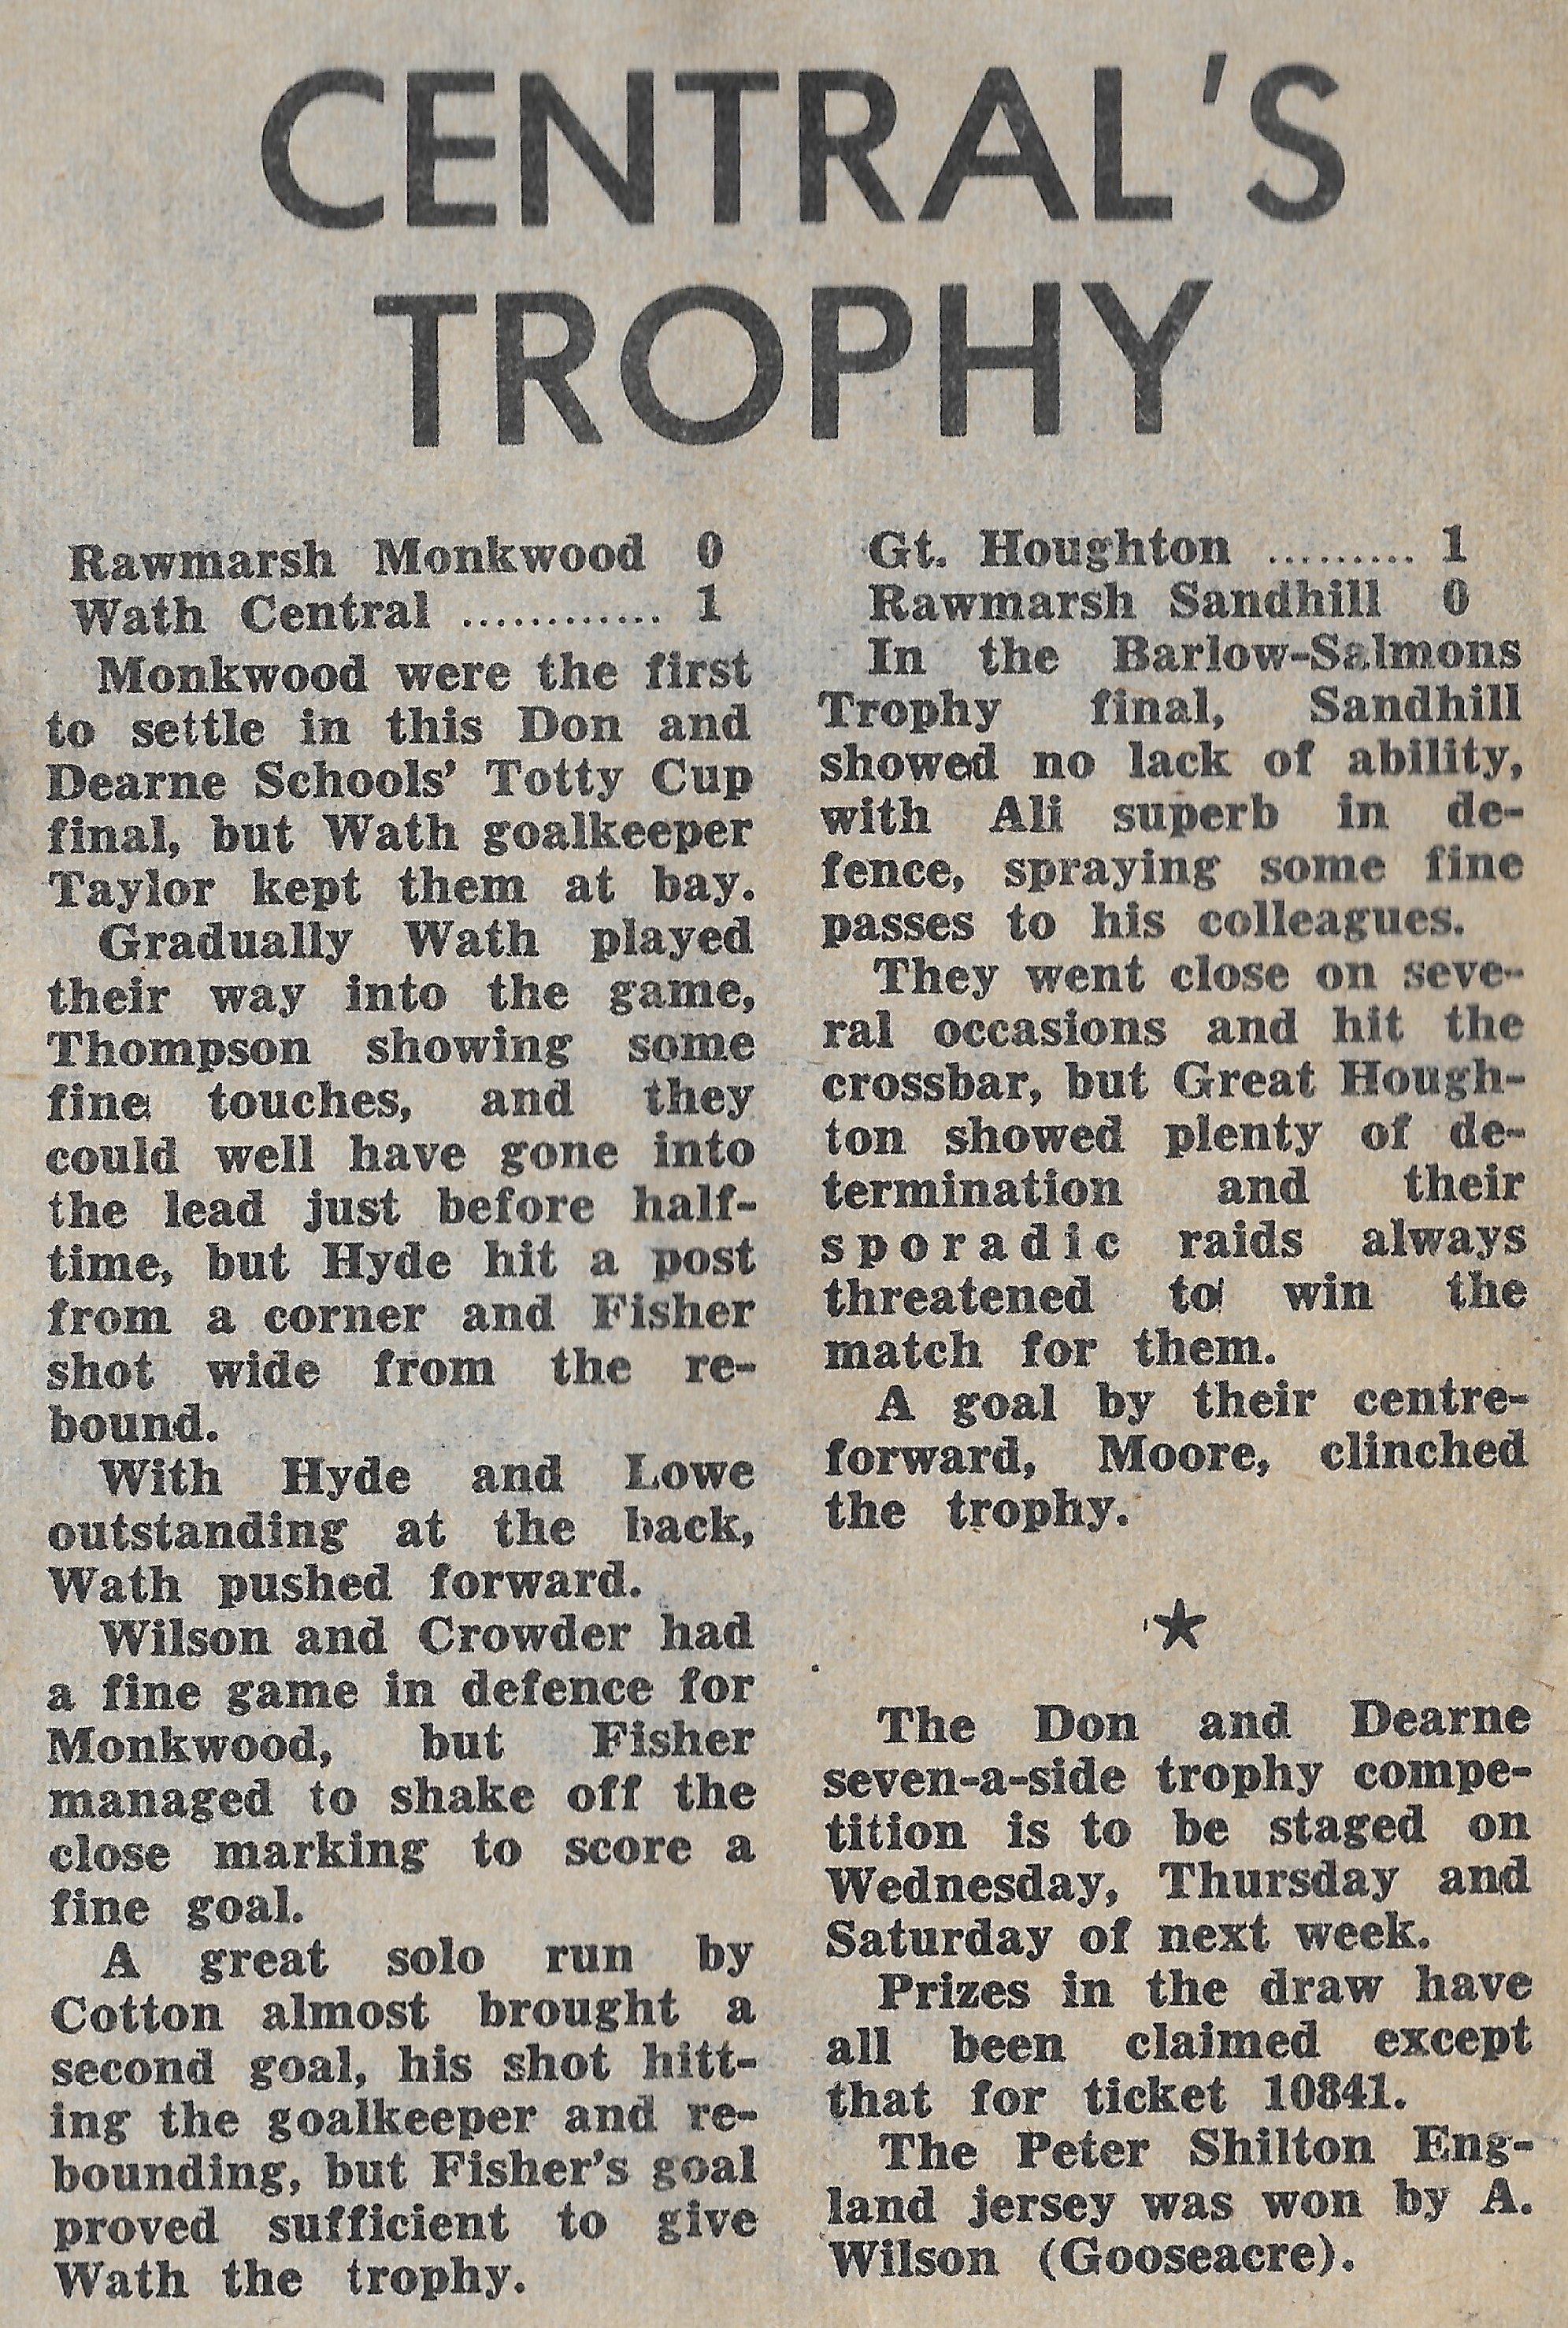 CENTRAL'S
TROPHY
Rawmarsh Monkwood 0
Wath Central ............ 1
Monkwood were the first
to settle in this Don and
Dearne Schools' Totty Cup
final, but Wath goalkeeper
Taylor kept them at bay.
Gradually Wath played
their way into the game,
Thompson showing some
fine touches, and they
could well have gone into
the lead just before half-
time, but Hyde hit a post
from a corner and Fisher
shot wide from the re-
bound.
With Hyde and Lowe
outstanding at the back,
Wath pushed forward.
Wilson and Crowder had
a fine game in defence for
Monkwood, but Fisher
managed to shake off the
close marking to score a
fine goal.
A great solo run by
Cotton almost brought a
second goal, his shot hitt-
ing the goalkeeper and re-
bounding, but Fisher's goal
proved sufficient to give
Wath the trophy.
Gt. Houghton ......... 1
Rawmarsh Sandhill 0
In the Barlow-Salmons
Trophy final, Sandhill
showed no lack of ability,
with Ali superb in de-
fence, spraying some fine
passes to his colleagues.
They went close on seve-
ral occasions and hit the
crossbar, but Great Hough-
ton showed plenty of de-
termination and their
sporadic raids always
threatened to win the
match for them.
A goal by their centre-
forward, Moore, clinched
the trophy.
★
The Don and Dearne
seven-a-side trophy compe-
tition is to be staged on
Wednesday, Thursday and
Saturday of next week.
Prizes in the draw have
all been claimed except
that for ticket 10841.
The Peter Shilton Eng-
land jersey was won by A.
Wilson (Gooseacre).